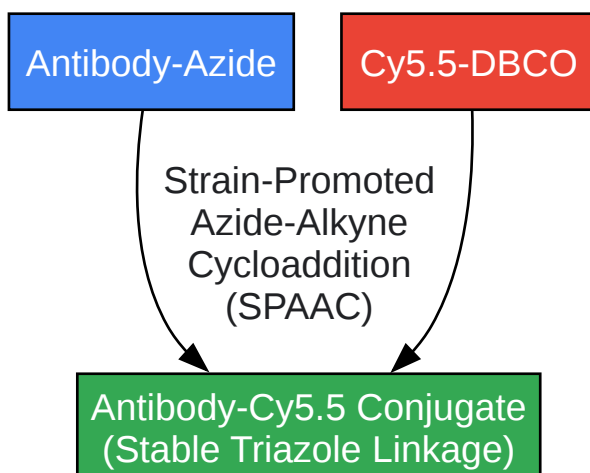 Antibody-Azide
Cy5.5-DBCO
Strain-Promoted
Azide-Alkyne
Cycloaddition
(SPAAC)
Antibody-Cy5.5 Conjugate
(Stable Triazole Linkage)